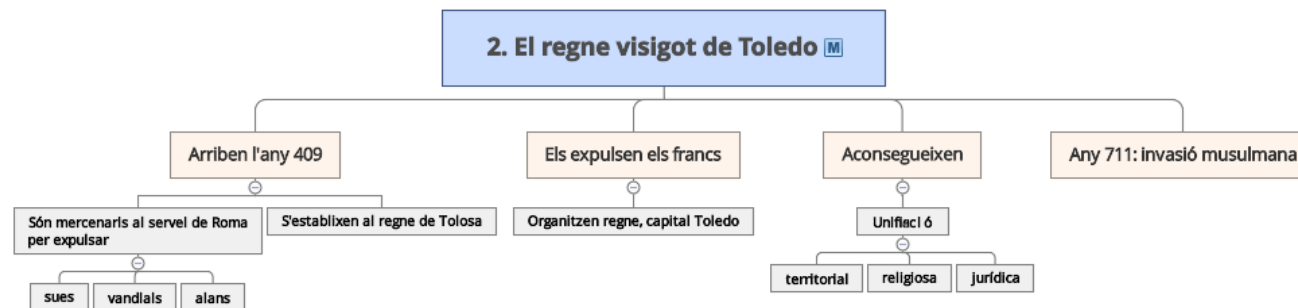 2. El regne visigot de Toledo M
Arriben l'any 409
Els expulsen els francs
Aconsegueixen
Any 711: invasió musulmana
Són mercenaris al servei de Roma
per expulsar
S'establixen al regne de Tolosa
Organitzen regne, capital Toledo
Unificació
sues
vandials
alans
territorial
religiosa
jurídica